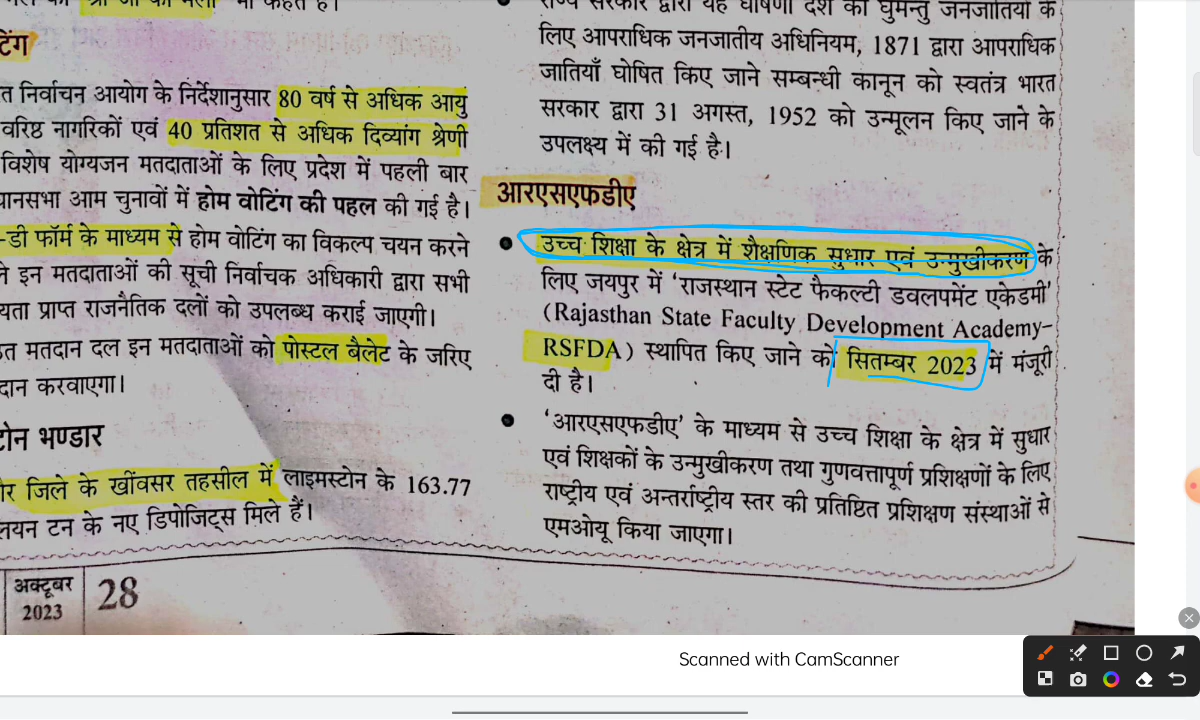 भी कहते हैं।
टिंग
त निर्वाचन आयोग के निर्देशानुसार 80 वर्ष से अधिक आयु
वरिष्ठ नागरिकों एवं 40 प्रतिशत से अधिक दिव्यांग श्रेणी
विशेष योग्यजन मतदाताओं के लिए प्रदेश में पहली बार
धानसभा आम चुनावों में होम वोटिंग की पहल की गई है।
-डी फॉर्म के माध्यम से होम वोटिंग का विकल्प चयन करने
ले इन मतदाताओं की सूची निर्वाचक अधिकारी द्वारा सभी
यता प्राप्त राजनैतिक दलों को उपलब्ध कराई जाएगी।
ठत मतदान दल इन मतदाताओं को पोस्टल बैलेट के जरिए
दान करवाएगा।
टोन भण्डार
गौर जिले के खींवसर तहसील में लाइमस्टोन के 163.77
लयन टन के नए डिपोजिट्स मिले हैं।
अक्टूबर
2023
28
राज्य सरकार द्वारा यह घोषणा देश की घुमन्तु जनजातियों के
लिए आपराधिक जनजातीय अधिनियम, 1871 द्वारा आपराधिक
जातियाँ घोषित किए जाने सम्बन्धी कानून को स्वतंत्र भारत
सरकार द्वारा 31 अगस्त, 1952 को उन्मूलन किए जाने के
उपलक्ष्य में की गई है।
आरएसएफडीए
उच्च शिक्षा के क्षेत्र में शैक्षणिक सुधार एवं उन्मुखीकरण के
लिए जयपुर में ‘राजस्थान स्टेट फैकल्टी डवलपमेंट एकेडमी’
(Rajasthan State Faculty Development Academy-
RSFDA) स्थापित किए जाने को सितम्बर 2023 में मंजूरी
दी है।
‘आरएसएफडीए’ के माध्यम से उच्च शिक्षा के क्षेत्र में सुधार
एवं शिक्षकों के उन्मुखीकरण तथा गुणवत्तापूर्ण प्रशिक्षणों के लिए
राष्ट्रीय एवं अन्तर्राष्ट्रीय स्तर की प्रतिष्ठित प्रशिक्षण संस्थाओं से
एमओयू किया जाएगा।
Scanned with CamScanner